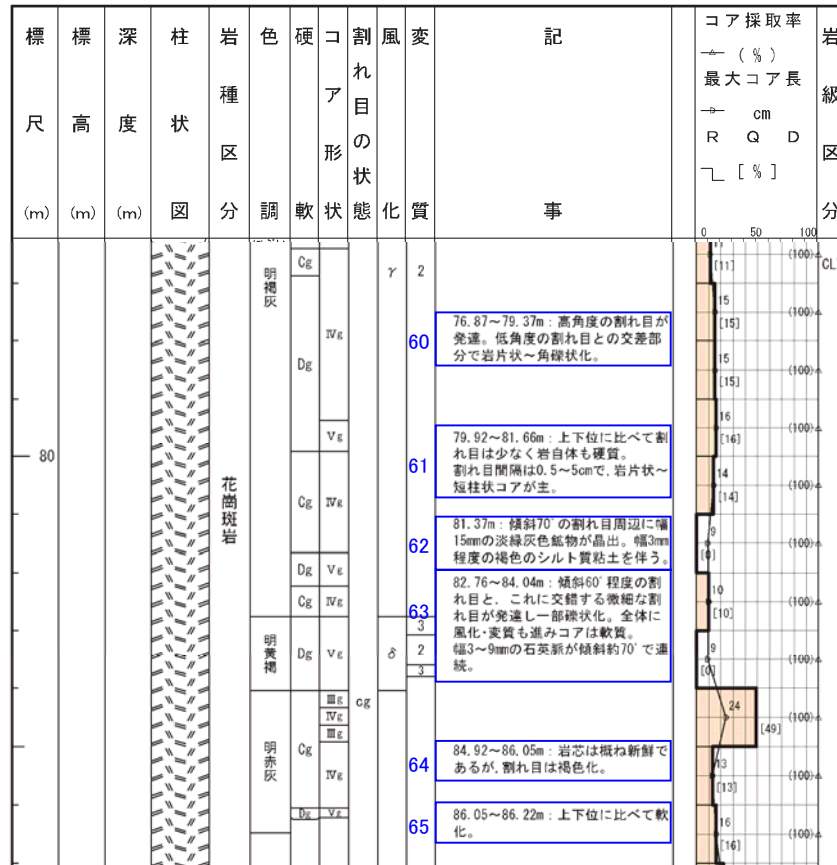 標尺(m)
標高(m)
深度(m)
柱状図
岩種区分
色調
硬軟
コア形状
割れ目の状態
風化
変質
記事
コア採取率
(%)
最大コア長
cm
RQD
[%]
0 50 100
岩級区分
80
花崗斑岩
明褐灰
明黄褐
明赤灰
Cg
Dg
Cg
Dg
Cg
Dg
Cg
Dg
Ⅳg
Ⅴg
Ⅳg
Ⅴg
Ⅳg
Ⅴg
Ⅲg
Ⅳg
Ⅲg
Ⅳg
Ⅴg
cg
γ
δ
2
3
2
3
60
76.87～79.37m：高角度の割れ目が
発達。低角度の割れ目との交差部
分で岩片状～角礫状化。
61
79.92～81.66m：上下位に比べて割
れ目は少なく岩自体も硬質。
割れ目間隔は0.5～5cmで、岩片状～
短柱状コアが主。
62
81.37m：傾斜70°の割れ目周辺に幅
15mmの淡緑灰色鉱物が晶出。幅3mm
程度の褐色のシルト質粘土を伴う。
63
82.76～84.04m：傾斜60°程度の割
れ目と、これに交錯する微細な割
れ目が発達し一部礫状化。全体に
風化・変質も進みコアは軟質。
幅3～9mmの石英脈が傾斜約70°で連
続。
64
84.92～86.05m：岩芯は概ね新鮮で
あるが、割れ目は褐色化。
65
86.05～86.22m：上下位に比べて軟
化。
(100)
[11]
CL
15
(100)
[15]
15
(100)
[15]
16
(100)
[16]
14
(100)
[14]
9
(100)
[0]
10
(100)
[10]
9
(100)
[0]
24
(100)
[49]
13
(100)
[13]
16
(100)
[16]